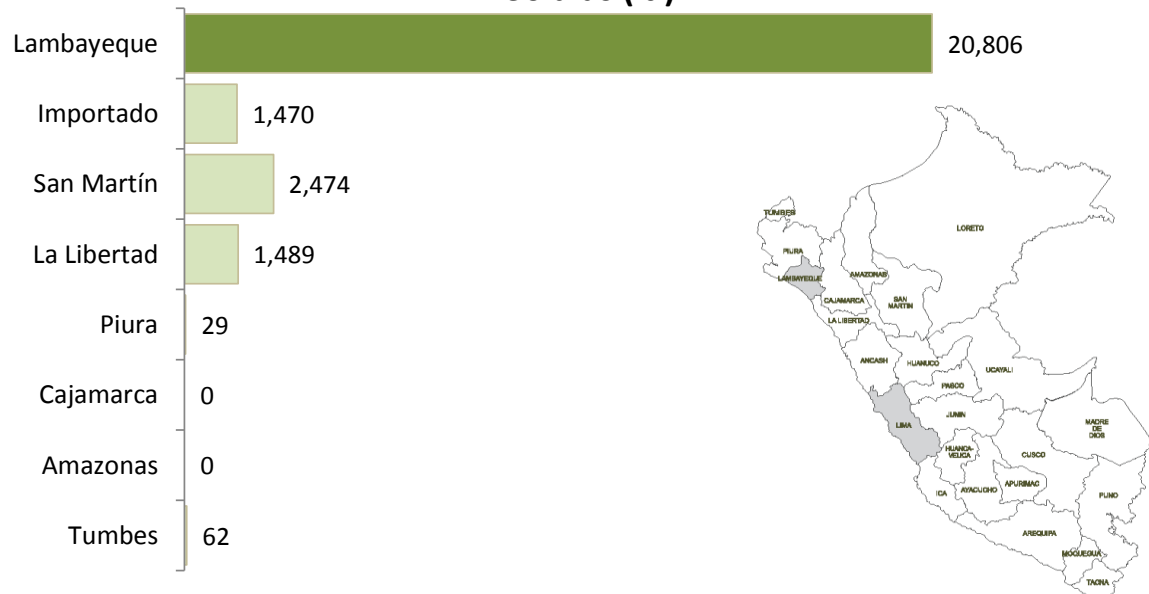 Lambayeque 20,806
Importado 1,470
San Martín 2,474
La Libertad 1,489
Piura 29
Cajamarca 0
Amazonas 0
Tumbes 62
TUMBES
LORETO
PIURA
LAMBAYEQUE
AMAZONAS
CAJAMARCA
SAN
MARTIN
LA LIBERTAD
ANCASH
HUANUCO
UCAYALI
PASCO
LIMA
JUNIN
MADRE
DE
DIOS
HUANCA-
VELICA
CUSCO
ICA
AYACUCHO
APURIMAC
PUNO
AREQUIPA
MOQUEGUA
TACNA